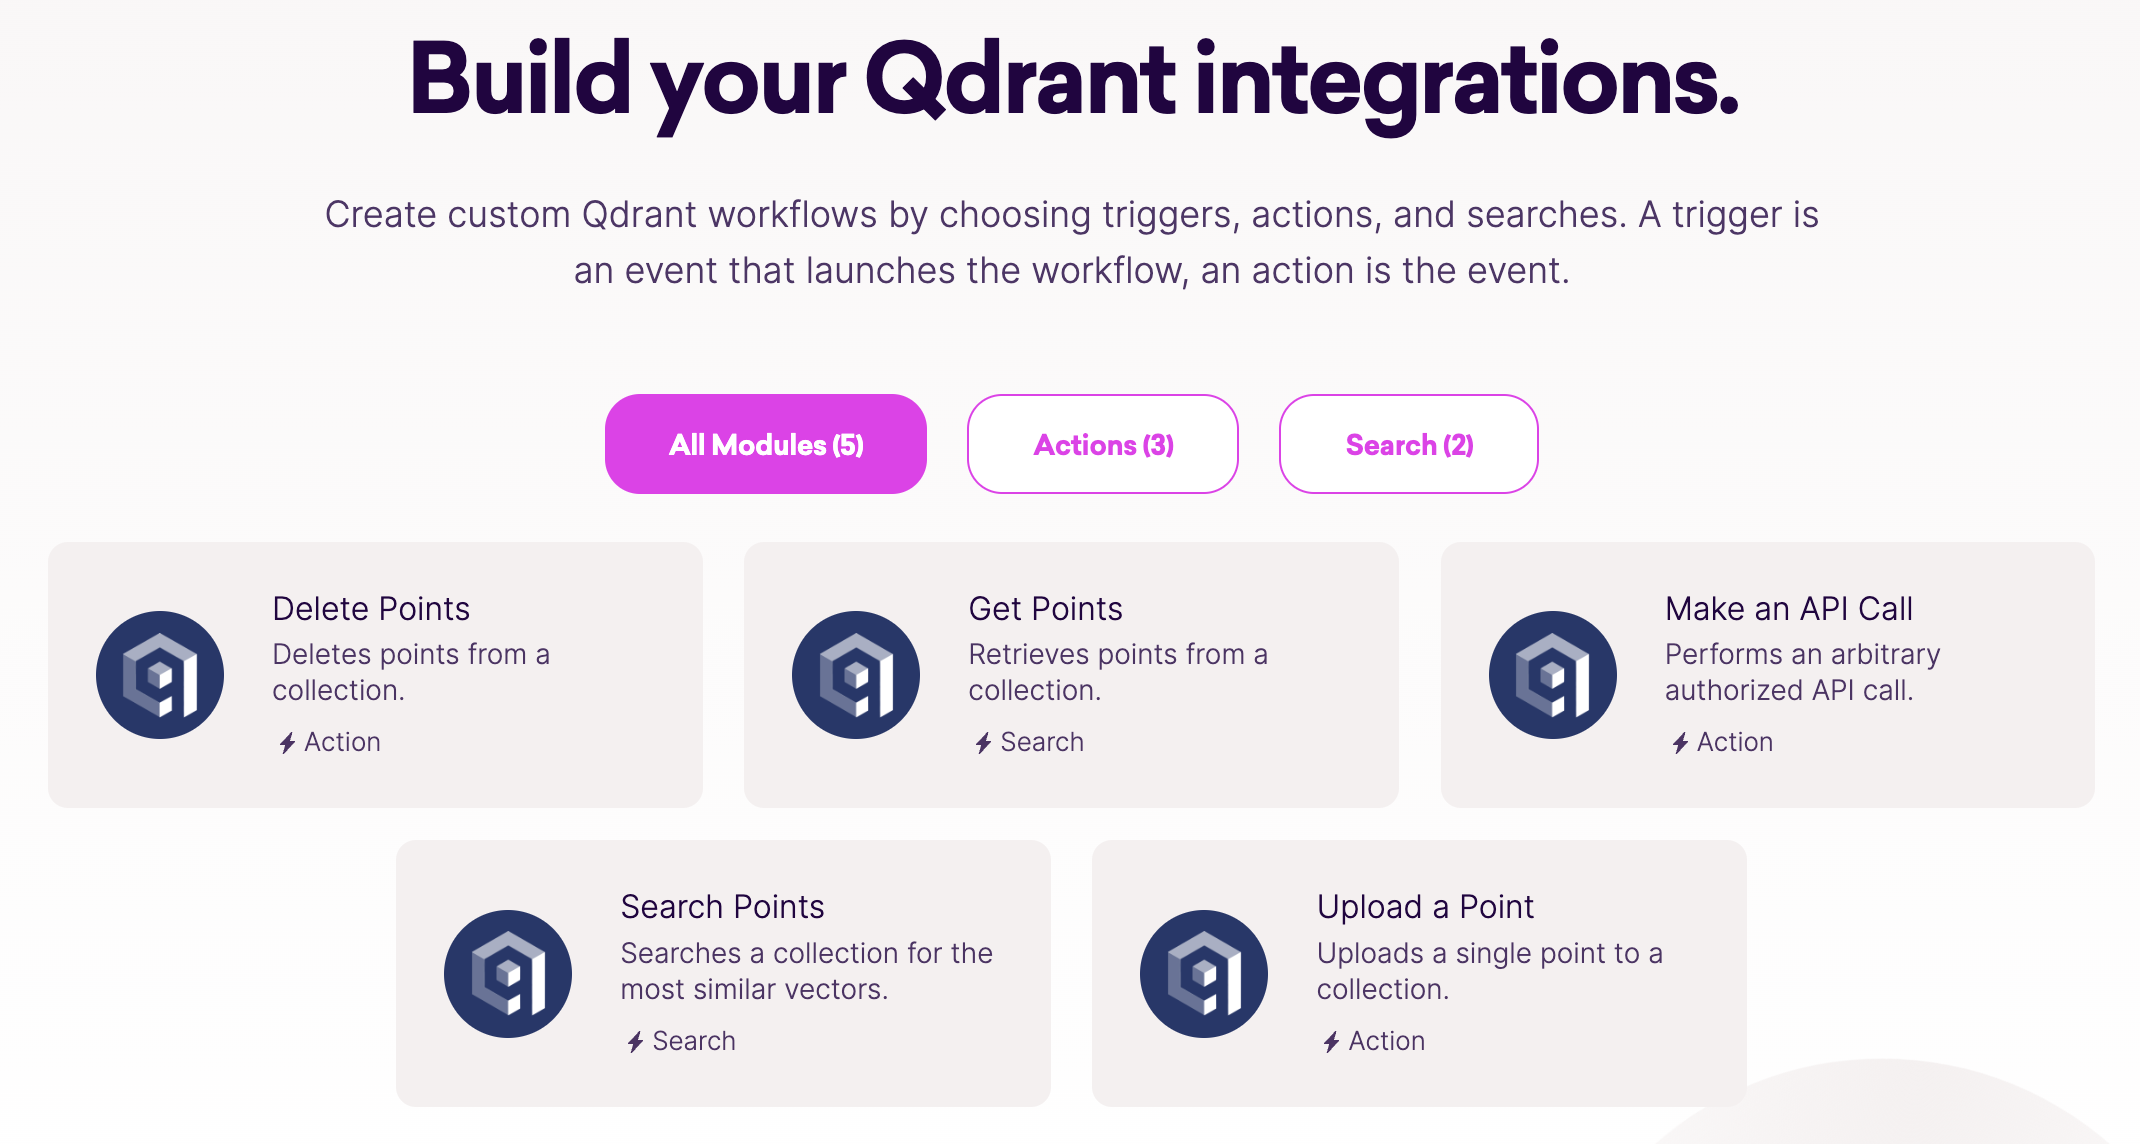 Build your Qdrant integrations.
Create custom Qdrant workflows by choosing triggers, actions, and searches. A trigger is
an event that launches the workflow, an action is the event.
All Modules (5)
Actions (3)
Search (2)
Delete Points
Deletes points from a
collection.
Action
Get Points
Retrieves points from a
collection.
Search
Make an API Call
Performs an arbitrary
authorized API call.
Action
Search Points
Searches a collection for the
most similar vectors.
Search
Upload a Point
Uploads a single point to a
collection.
Action